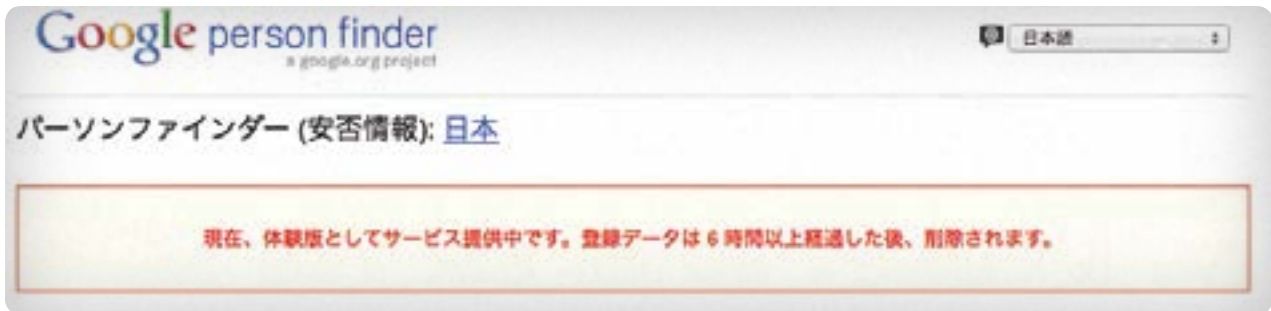 Google person finder
a google.org project
日本語
パーソンファインダー (安否情報): 日本
現在、体験版としてサービス提供中です。登録データは 6 時間以上経過した後、削除されます。